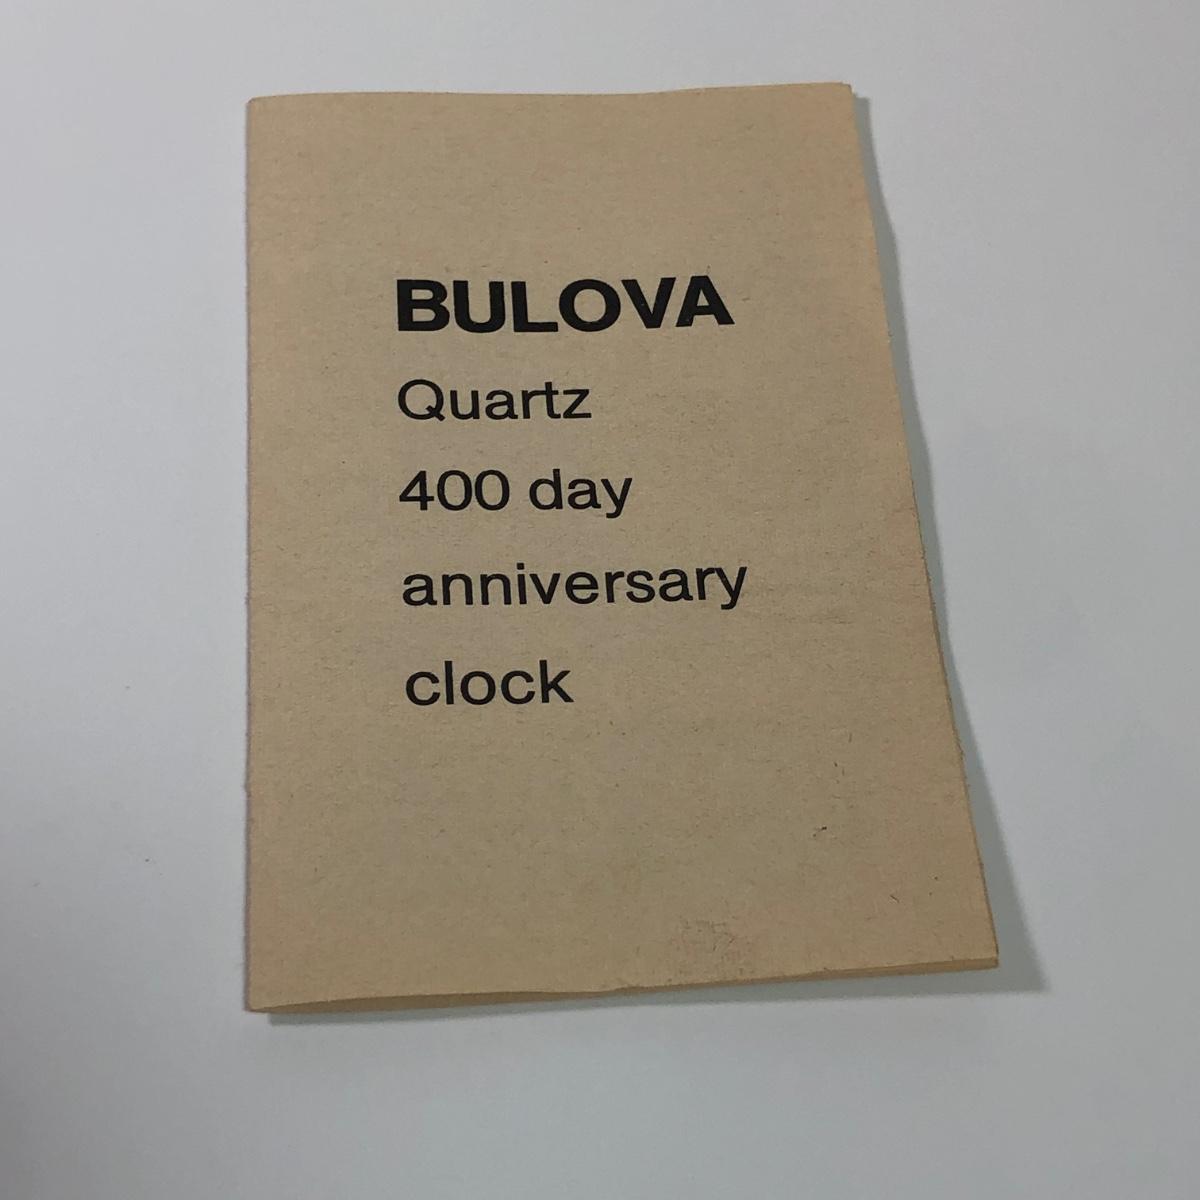 BULOVA
Quartz
400 day
anniversary
clock